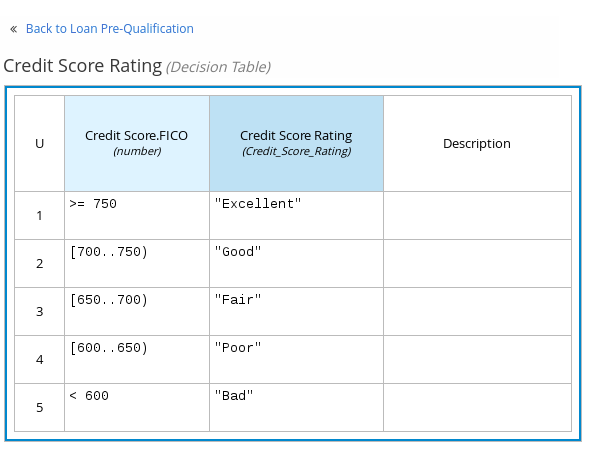 « Back to Loan Pre-Qualification
Credit Score Rating (Decision Table)
U Credit Score.FICO Credit Score Rating Description
(number) (Credit_Score_Rating)
1 >= 750 "Excellent"
2 [700..750) "Good"
3 [650..700) "Fair"
4 [600..650) "Poor"
5 < 600 "Bad"